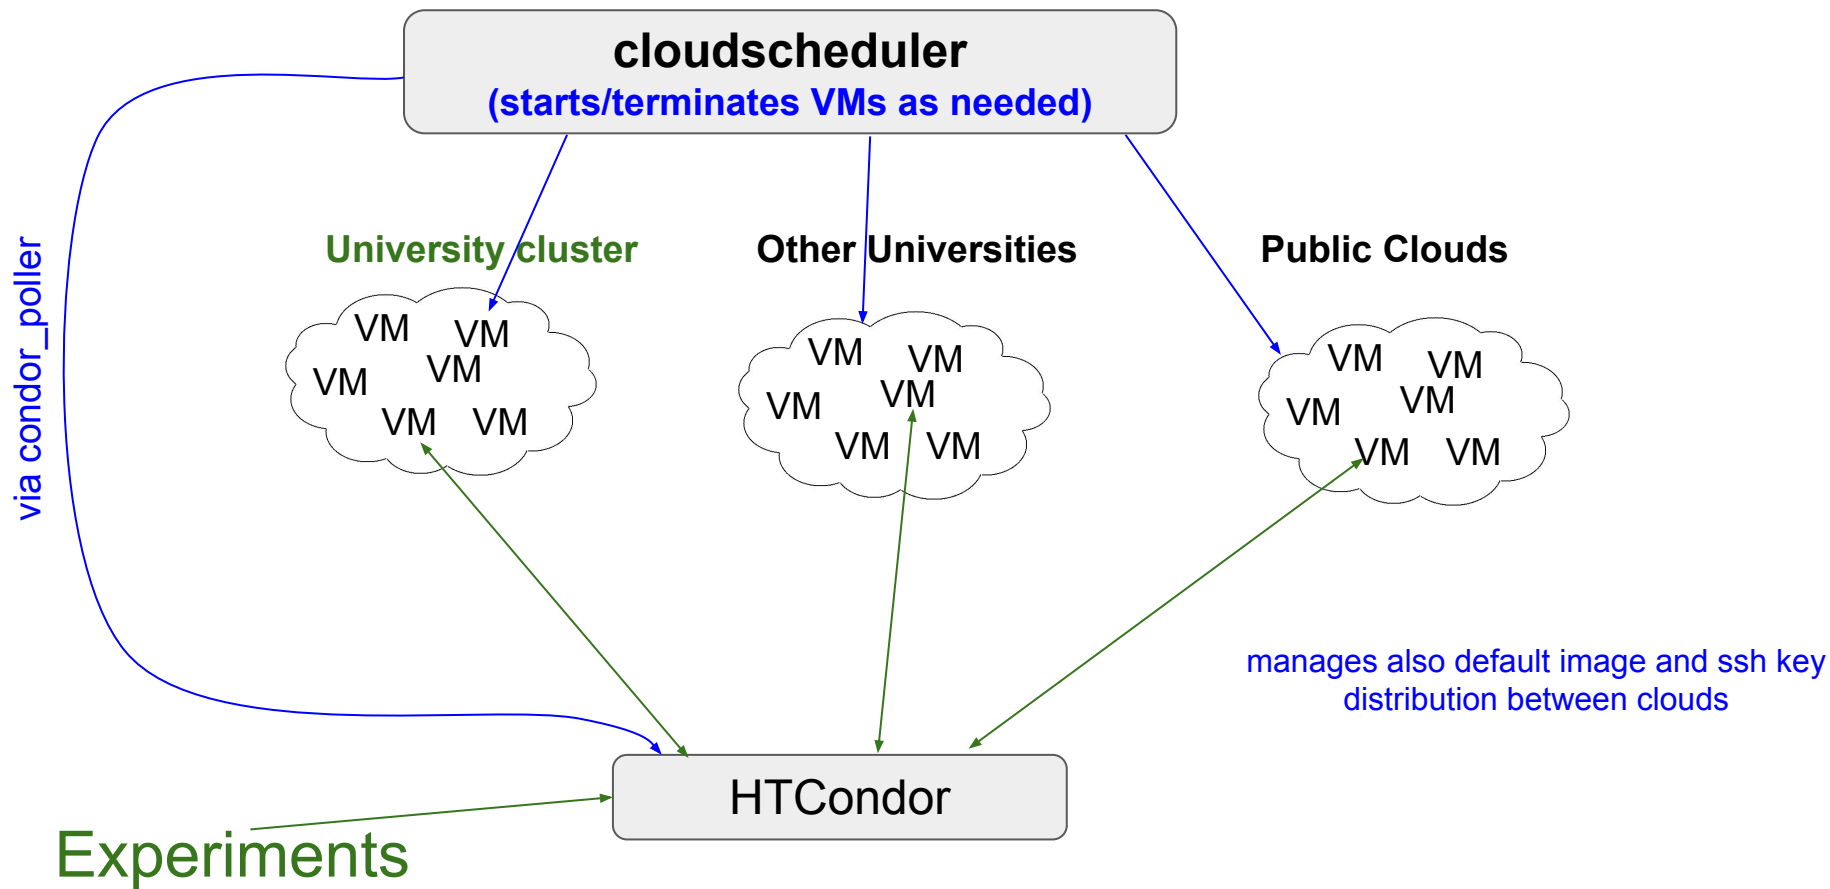 cloudscheduler
(starts/terminates VMs as needed)
via condor_poller
University cluster
VM
VM
VM
VM
VM
VM
Other Universities
VM
VM
VM
VM
VM
VM
Public Clouds
VM
VM
VM
VM
VM
VM
manages also default image and ssh key
distribution between clouds
HTCondor
Experiments